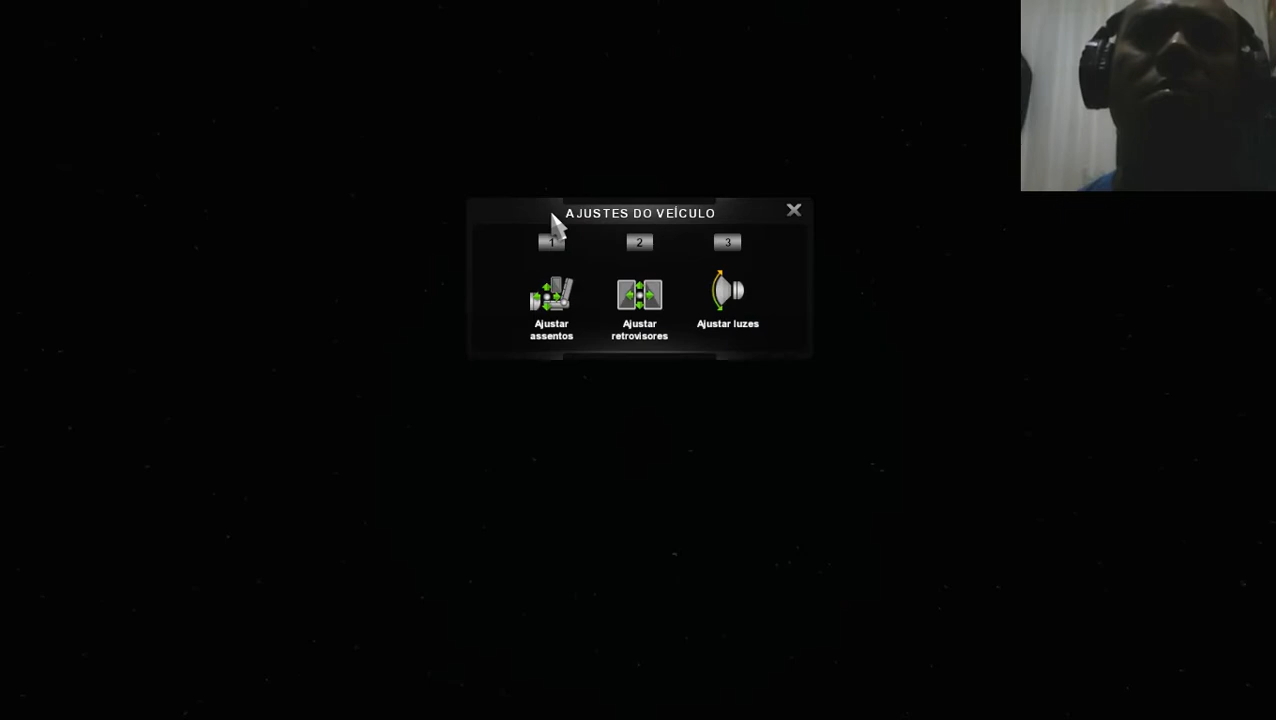 AJUSTES DO VEÍCULO
1 2 3
Ajustar assentos
Ajustar retrovisores
Ajustar luzes